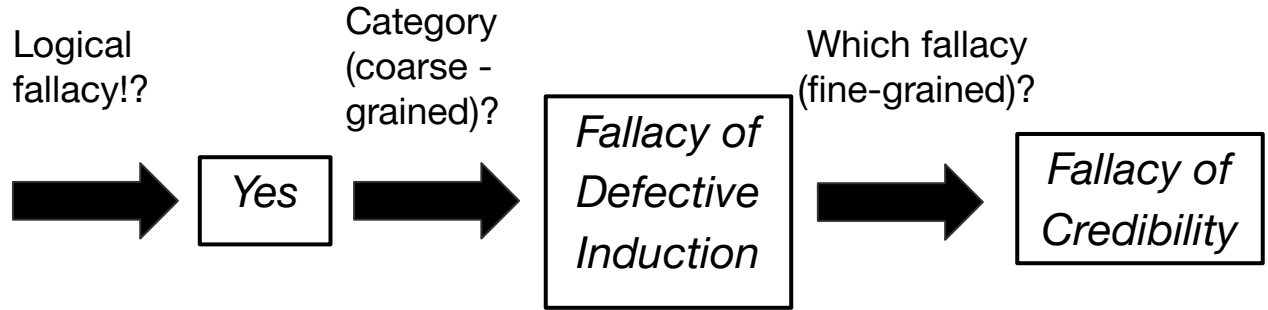 Logical
fallacy!?
Yes
Category
(coarse -
grained)?
Fallacy of
Defective
Induction
Which fallacy
(fine-grained)?
Fallacy of
Credibility